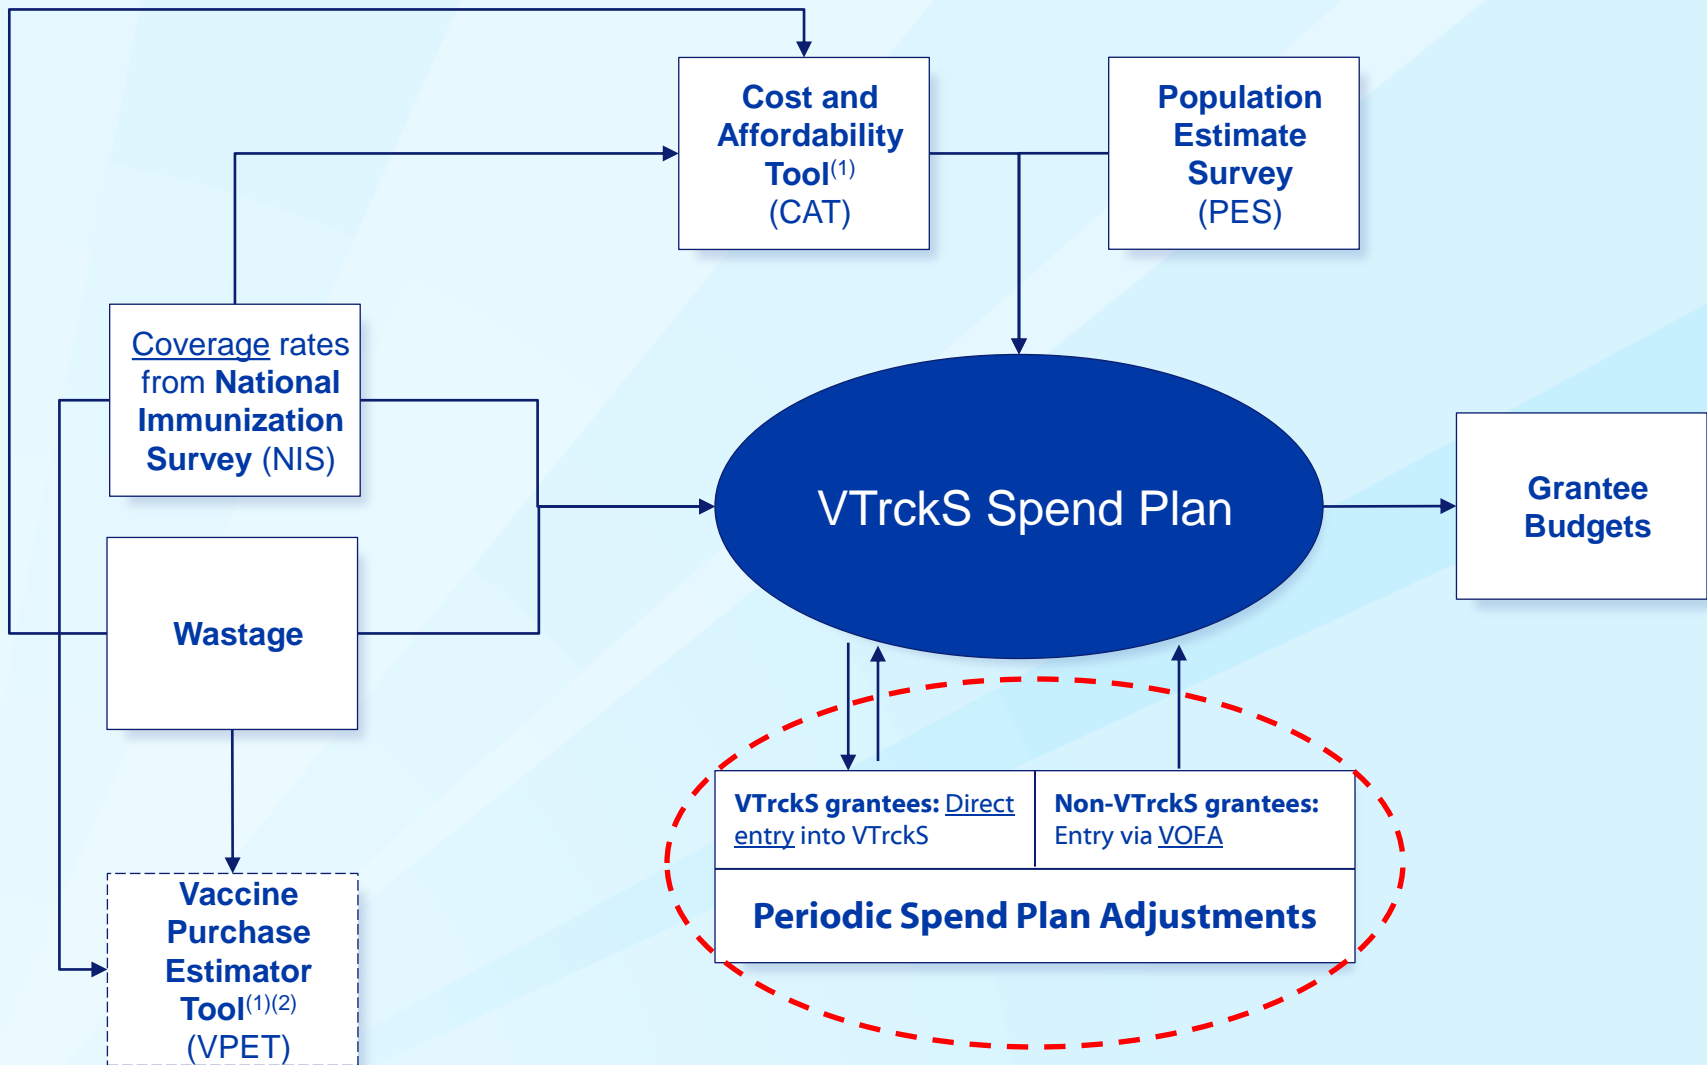 Cost and
Affordability
Tool(1)
(CAT)
Population
Estimate
Survey
(PES)
Coverage rates
from National
Immunization
Survey (NIS)
VTrckS Spend Plan
Grantee
Budgets
Wastage
VTrckS grantees: Direct
entry into VTrckS
Non-VTrckS grantees:
Entry via VOFA
Periodic Spend Plan Adjustments
Vaccine
Purchase
Estimator
Tool(1)(2)
(VPET)